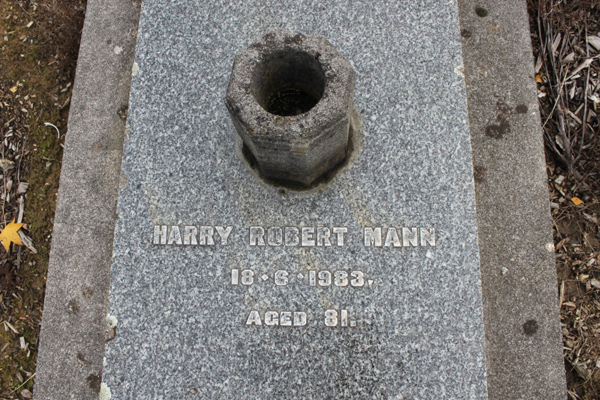 HARRY ROBERT MANN
18·6·1983.
AGED 81.